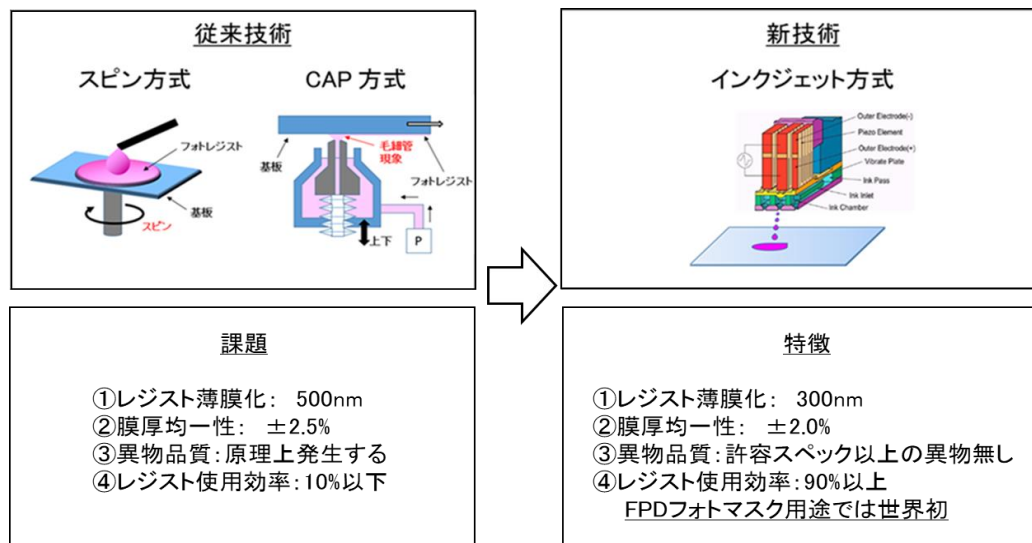 従来技術
スピン方式
フォトレジスト
基板
スピン
CAP 方式
毛細管
現象
基板
フォトレジスト
上下
P
新技術
インクジェット方式
Outer Electrode(-)
Piezo Element
Outer Electrode(+)
Vibrate Plate
Ink Pass
Ink Inlet
Ink Chamber
課題
①レジスト薄膜化： 500nm
②膜厚均一性： ±2.5%
③異物品質：原理上発生する
④レジスト使用効率：10%以下
特徴
①レジスト薄膜化： 300nm
②膜厚均一性： ±2.0%
③異物品質：許容スペック以上の異物無し
④レジスト使用効率：90%以上
FPDフォトマスク用途では世界初